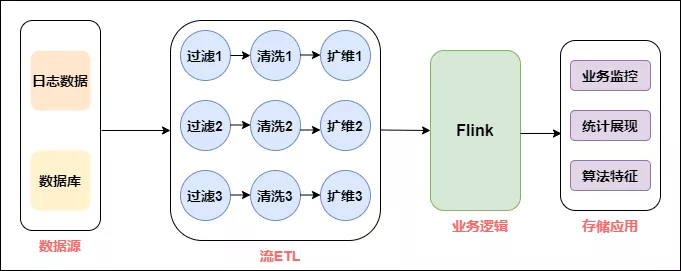 日志数据
数据库
数据源
过滤1
清洗1
扩维1
过滤2
清洗2
扩维2
过滤3
清洗3
扩维3
流ETL
Flink
业务逻辑
业务监控
统计展现
算法特征
存储应用